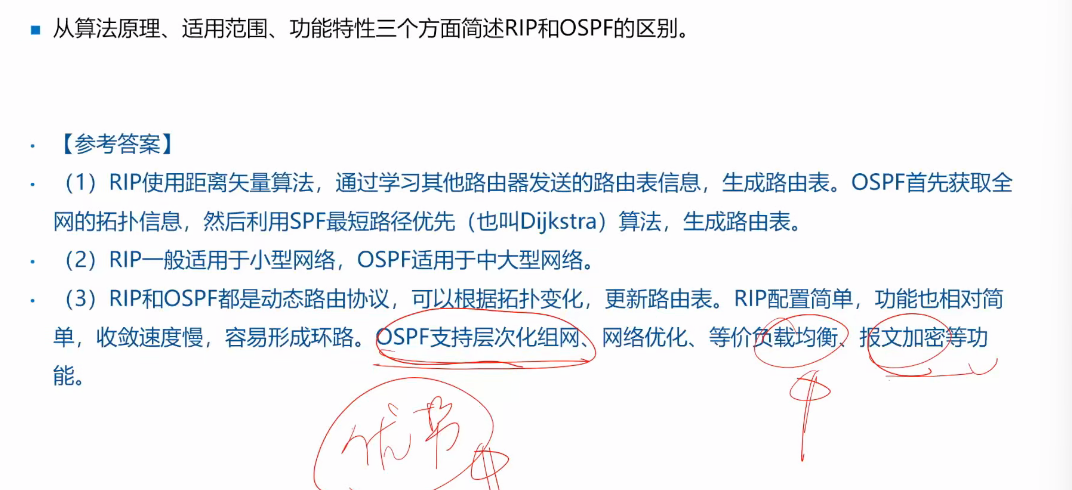 从算法原理、适用范围、功能特性三个方面简述RIP和OSPF的区别。
【参考答案】
(1)RIP使用距离矢量算法，通过学习其他路由器发送的路由表信息，生成路由表。OSPF首先获取全
网的拓扑信息，然后利用SPF最短路径优先（也叫Dijkstra）算法，生成路由表。
（2）RIP一般适用于小型网络，OSPF适用于中大型网络。
（3）RIP和OSPF都是动态路由协议，可以根据拓扑变化，更新路由表。RIP配置简单，功能也相对简
单，收敛速度慢，容易形成环路。OSPF支持层次化组网、网络优化、等价负载均衡、报文加密等功
能。